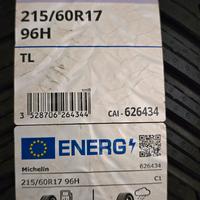 215/60R17
96H
TL
3 528706 264344 >
CAI - 626434
ENERG
Michelin
626434
215/60R17 96H
C1